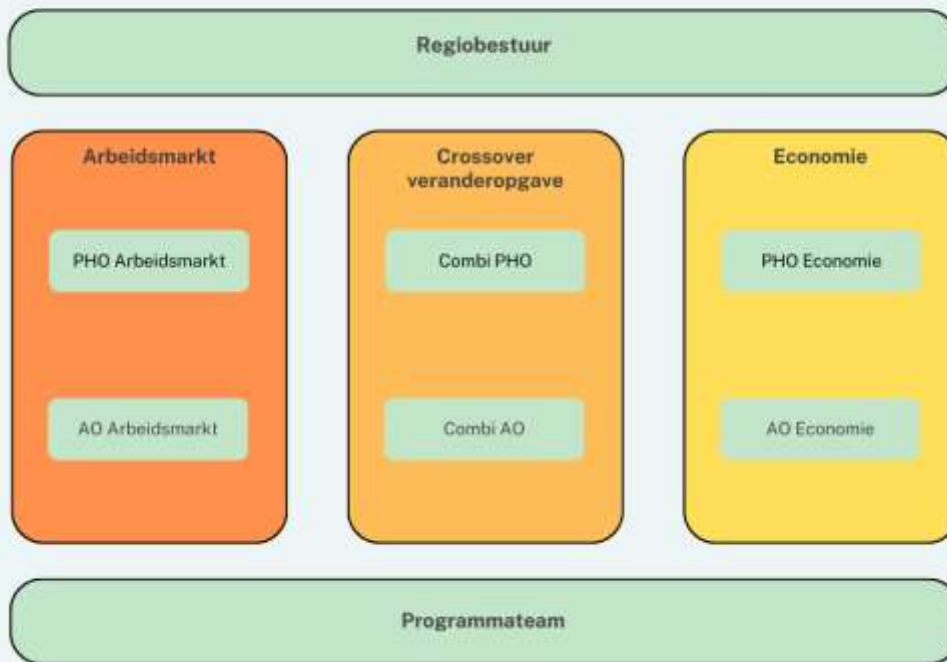 Regiobestuur
Arbeidsmarkt
Crossover
veranderopgave
Economie
PHO Arbeidsmarkt
Combi PHO
PHO Economie
AO Arbeidsmarkt
Combi AO
AO Economie
Programmateam